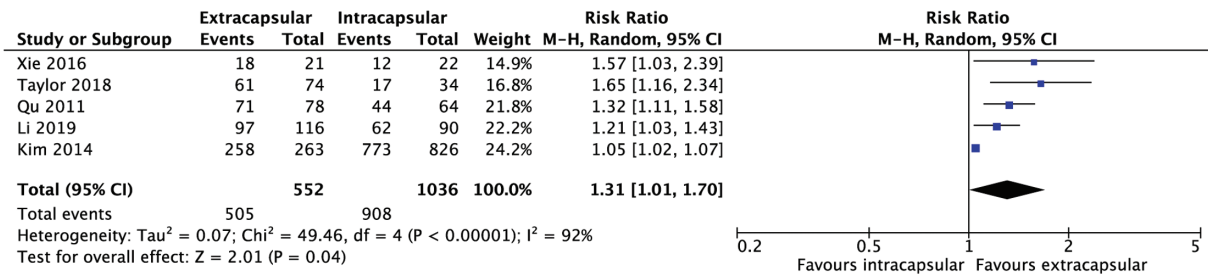 Extracapsular Intracapsular Risk Ratio Risk Ratio
Study or Subgroup Events Total Events Total Weight M-H, Random, 95% CI M-H, Random, 95% CI
Xie 2016 18 21 12 22 14.9% 1.57 [1.03, 2.39]
Taylor 2018 61 74 17 34 16.8% 1.65 [1.16, 2.34]
Qu 2011 71 78 44 64 21.8% 1.32 [1.11, 1.58]
Li 2019 97 116 62 90 22.2% 1.21 [1.03, 1.43]
Kim 2014 258 263 773 826 24.2% 1.05 [1.02, 1.07]
Total (95% CI) 552 1036 100.0% 1.31 [1.01, 1.70]
Total events 505 908
Heterogeneity: Tau² = 0.07; Chi² = 49.46, df = 4 (P < 0.00001); I² = 92%
Test for overall effect: Z = 2.01 (P = 0.04)
0.2 0.5 1 2 5
Favours intracapsular Favours extracapsular